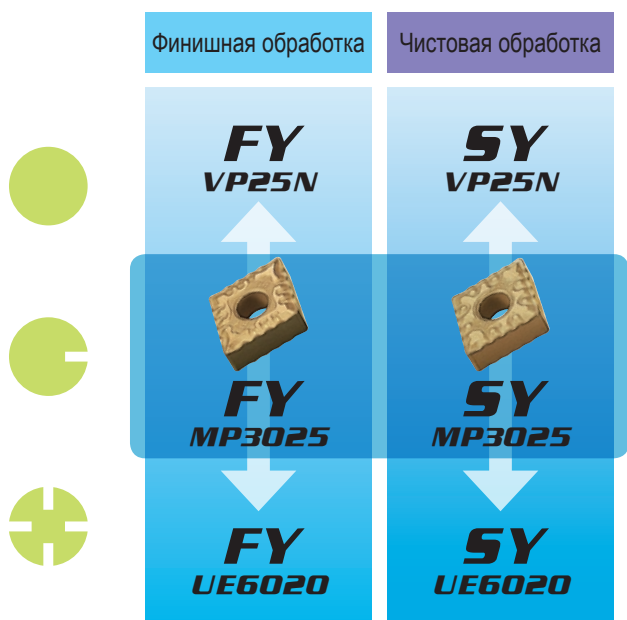 Финишная обработка
Чистовая обработка
FY
VP25N
SY
VP25N
FY
MP3025
SY
MP3025
FY
UE6020
SY
UE6020